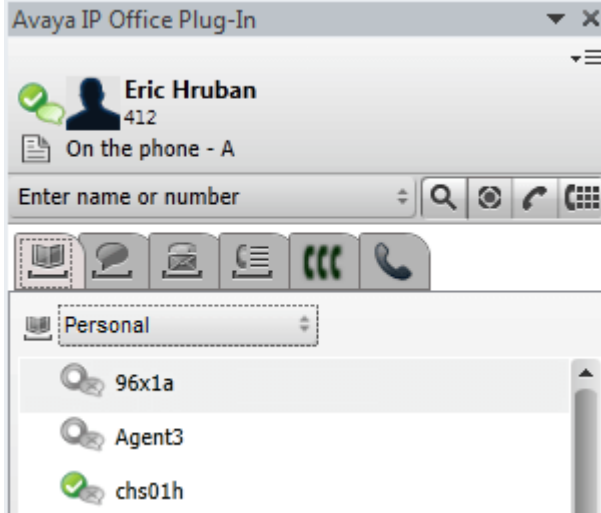 Avaya IP Office Plug-In
Eric Hruban
412
On the phone - A
Enter name or number
Personal
96x1a
Agent3
chs01h